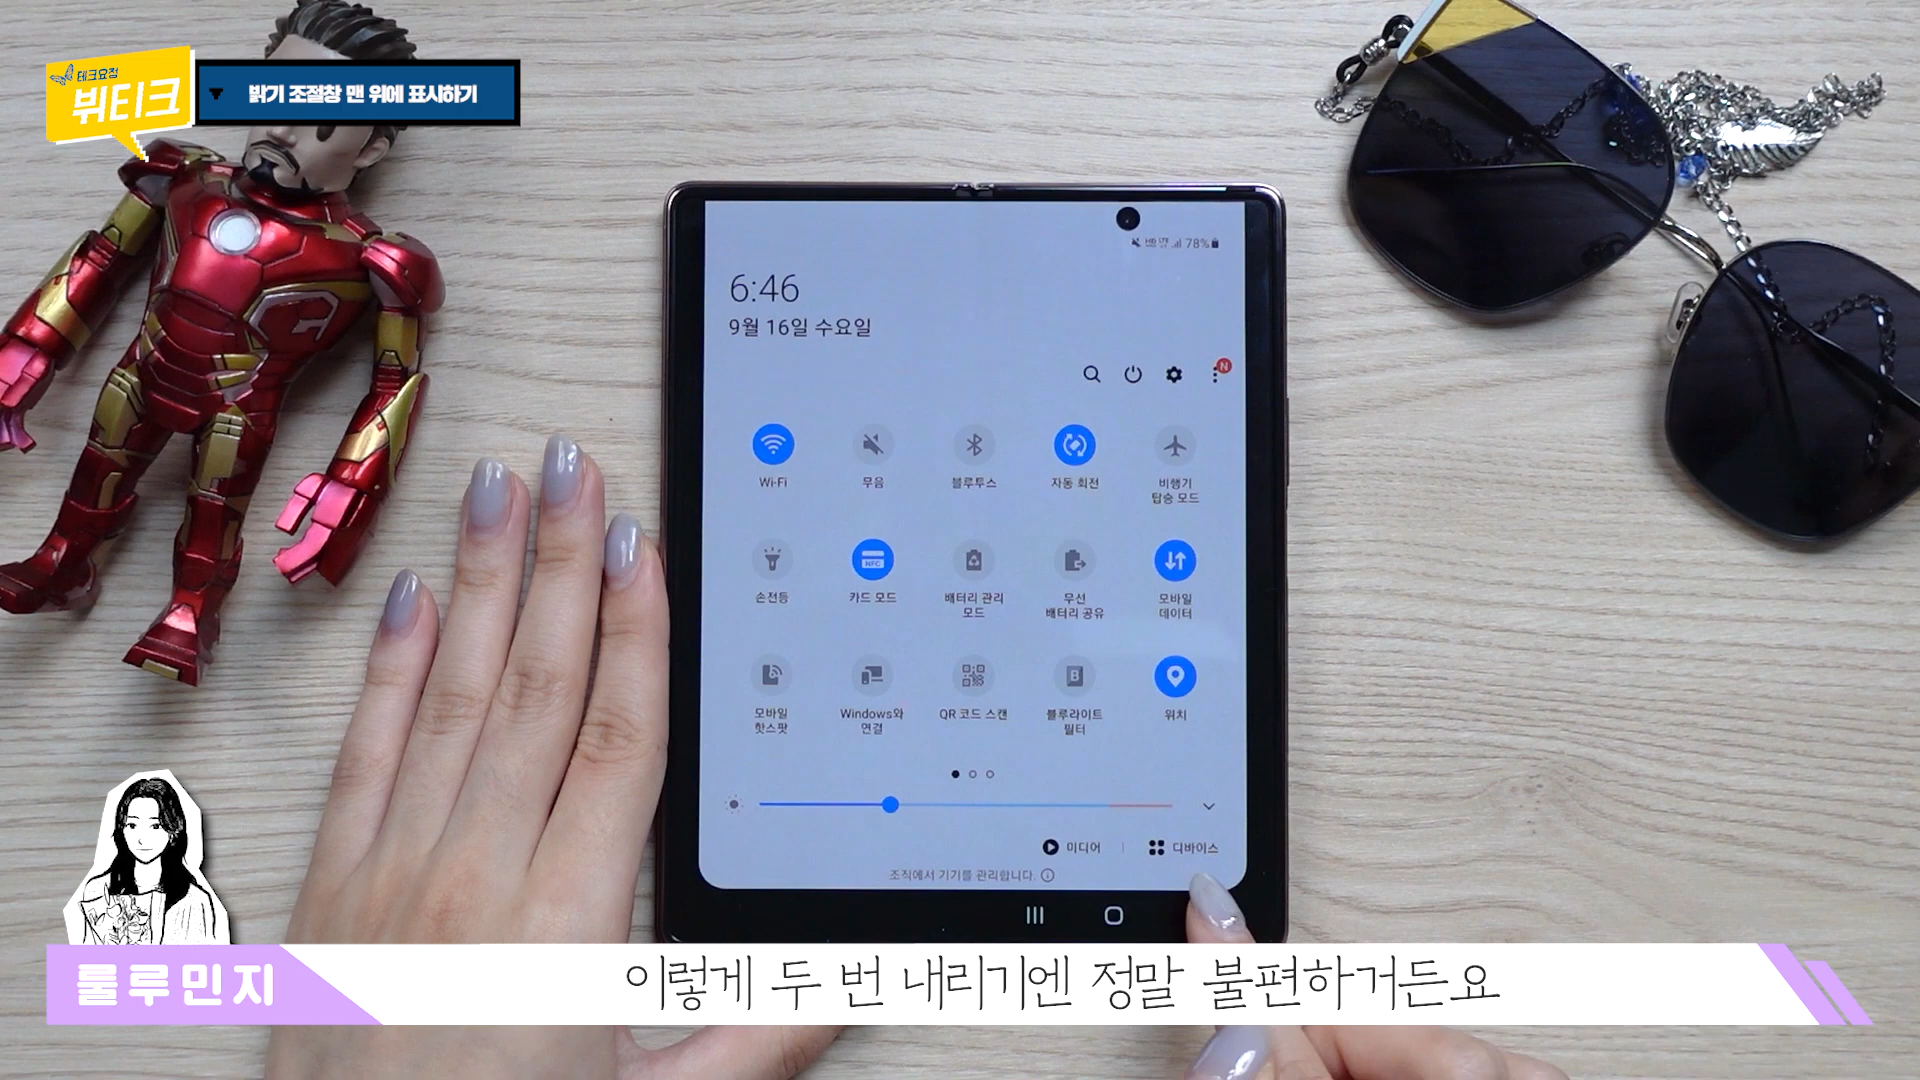 테크요정
뷔티크
밝기 조절창 맨 위에 표시하기
78%
6:46
9월 16일 수요일
N
Wi-Fi
무음
블루투스
자동 회전
비행기
탑승 모드
손전등
NFC
카드 모드
배터리 관리
모드
무선
배터리 공유
모바일
데이터
모바일
핫스팟
Windows와
연결
QR 코드 스캔
B
블루라이트
필터
위치
미디어
디바이스
조직에서 기기를 관리합니다.
룰루민지
이렇게 두 번 내리기엔 정말 불편하거든요